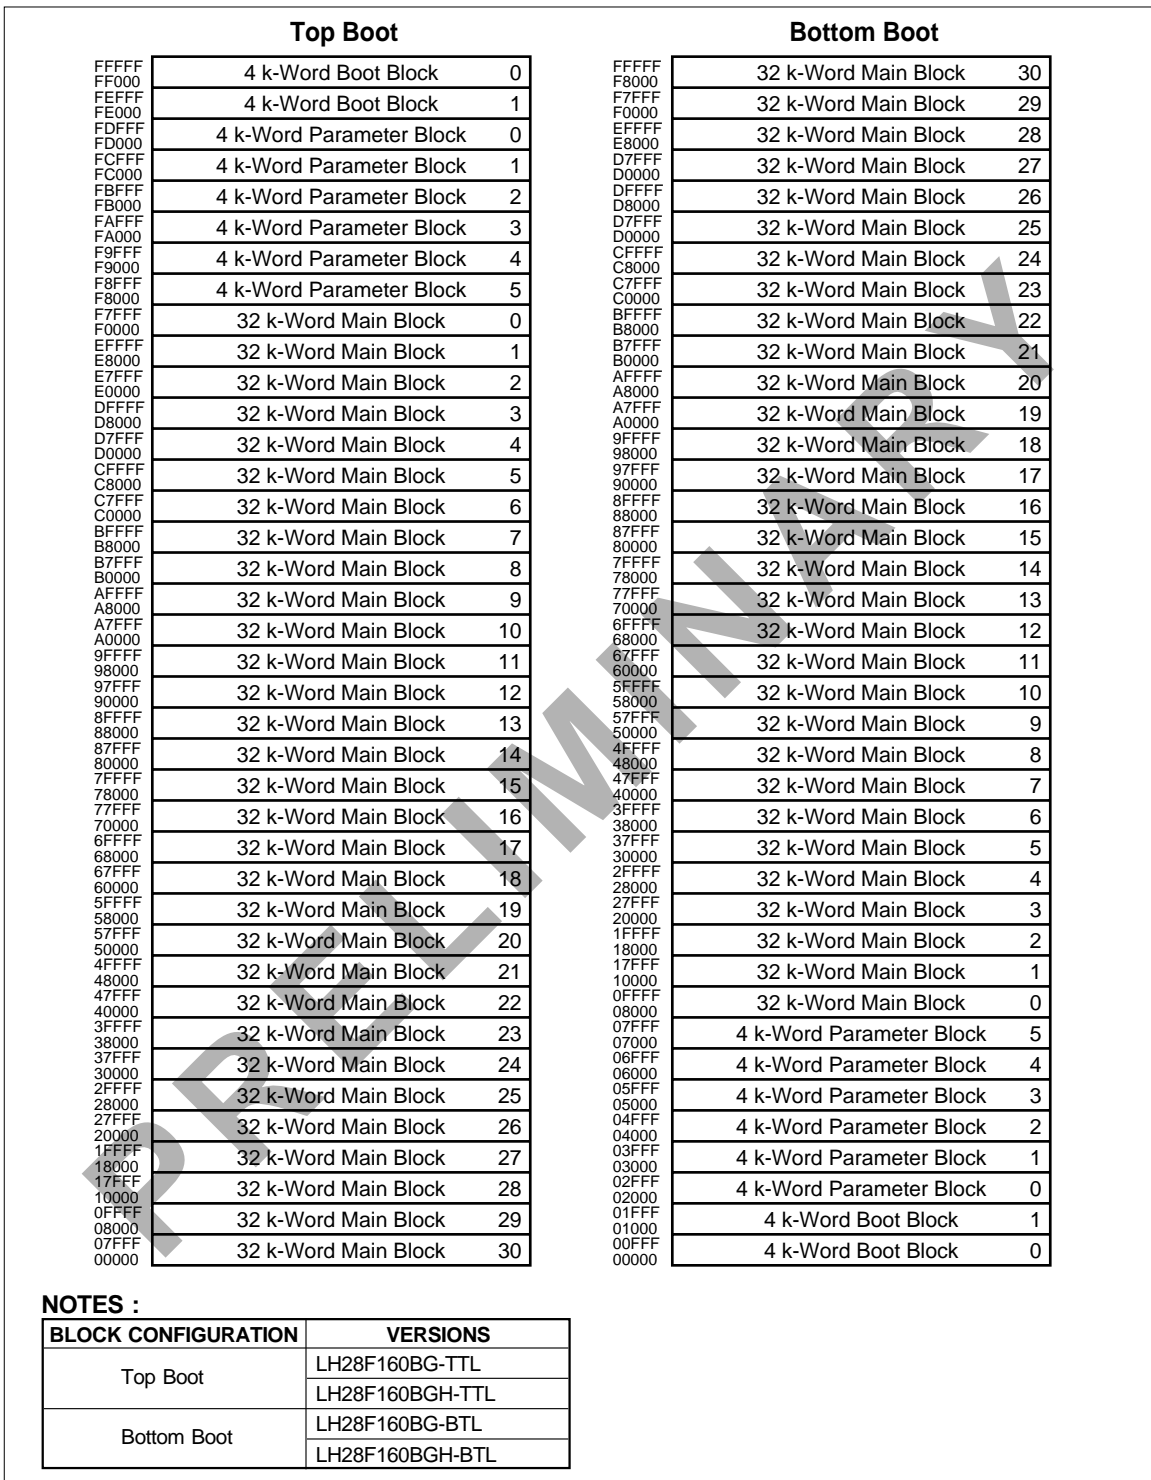 Top Boot
FFFFF
FF000
4 k-Word Boot Block 0
FEFFF
FE000
4 k-Word Boot Block 1
FDFFF
FD000
4 k-Word Parameter Block 0
FCFFF
FC000
4 k-Word Parameter Block 1
FBFFF
FB000
4 k-Word Parameter Block 2
FAFFF
FA000
4 k-Word Parameter Block 3
F9FFF
F9000
4 k-Word Parameter Block 4
F8FFF
F8000
4 k-Word Parameter Block 5
F7FFF
F0000
32 k-Word Main Block 0
EFFFF
E8000
32 k-Word Main Block 1
E7FFF
E0000
32 k-Word Main Block 2
DFFFF
D8000
32 k-Word Main Block 3
D7FFF
D0000
32 k-Word Main Block 4
CFFFF
C8000
32 k-Word Main Block 5
C7FFF
C0000
32 k-Word Main Block 6
BFFFF
B8000
32 k-Word Main Block 7
B7FFF
B0000
32 k-Word Main Block 8
AFFFF
A8000
32 k-Word Main Block 9
A7FFF
A0000
32 k-Word Main Block 10
9FFFF
98000
32 k-Word Main Block 11
97FFF
90000
32 k-Word Main Block 12
8FFFF
88000
32 k-Word Main Block 13
87FFF
80000
32 k-Word Main Block 14
7FFFF
78000
32 k-Word Main Block 15
77FFF
70000
32 k-Word Main Block 16
6FFFF
68000
32 k-Word Main Block 17
67FFF
60000
32 k-Word Main Block 18
5FFFF
58000
32 k-Word Main Block 19
57FFF
50000
32 k-Word Main Block 20
4FFFF
48000
32 k-Word Main Block 21
47FFF
40000
32 k-Word Main Block 22
3FFFF
38000
32 k-Word Main Block 23
37FFF
30000
32 k-Word Main Block 24
2FFFF
28000
32 k-Word Main Block 25
27FFF
20000
32 k-Word Main Block 26
1FFFF
18000
32 k-Word Main Block 27
17FFF
10000
32 k-Word Main Block 28
0FFFF
08000
32 k-Word Main Block 29
07FFF
00000
32 k-Word Main Block 30
Bottom Boot
FFFFF
F8000
32 k-Word Main Block 30
F7FFF
F0000
32 k-Word Main Block 29
EFFFF
E8000
32 k-Word Main Block 28
D7FFF
D0000
32 k-Word Main Block 27
DFFFF
D8000
32 k-Word Main Block 26
D7FFF
D0000
32 k-Word Main Block 25
CFFFF
C8000
32 k-Word Main Block 24
C7FFF
C0000
32 k-Word Main Block 23
BFFFF
B8000
32 k-Word Main Block 22
B7FFF
B0000
32 k-Word Main Block 21
AFFFF
A8000
32 k-Word Main Block 20
A7FFF
A0000
32 k-Word Main Block 19
9FFFF
98000
32 k-Word Main Block 18
97FFF
90000
32 k-Word Main Block 17
8FFFF
88000
32 k-Word Main Block 16
87FFF
80000
32 k-Word Main Block 15
7FFFF
78000
32 k-Word Main Block 14
77FFF
70000
32 k-Word Main Block 13
6FFFF
68000
32 k-Word Main Block 12
67FFF
60000
32 k-Word Main Block 11
5FFFF
58000
32 k-Word Main Block 10
57FFF
50000
32 k-Word Main Block 9
4FFFF
48000
32 k-Word Main Block 8
47FFF
40000
32 k-Word Main Block 7
3FFFF
38000
32 k-Word Main Block 6
37FFF
30000
32 k-Word Main Block 5
2FFFF
28000
32 k-Word Main Block 4
27FFF
20000
32 k-Word Main Block 3
1FFFF
18000
32 k-Word Main Block 2
17FFF
10000
32 k-Word Main Block 1
0FFFF
08000
32 k-Word Main Block 0
07FFF
07000
4 k-Word Parameter Block 5
06FFF
06000
4 k-Word Parameter Block 4
05FFF
05000
4 k-Word Parameter Block 3
04FFF
04000
4 k-Word Parameter Block 2
03FFF
03000
4 k-Word Parameter Block 1
02FFF
02000
4 k-Word Parameter Block 0
01FFF
01000
4 k-Word Boot Block 1
00FFF
00000
4 k-Word Boot Block 0
PRELIMINARY
NOTES :
BLOCK CONFIGURATION VERSIONS
Top Boot
LH28F160BG-TTL
LH28F160BGH-TTL
Bottom Boot
LH28F160BG-BTL
LH28F160BGH-BTL